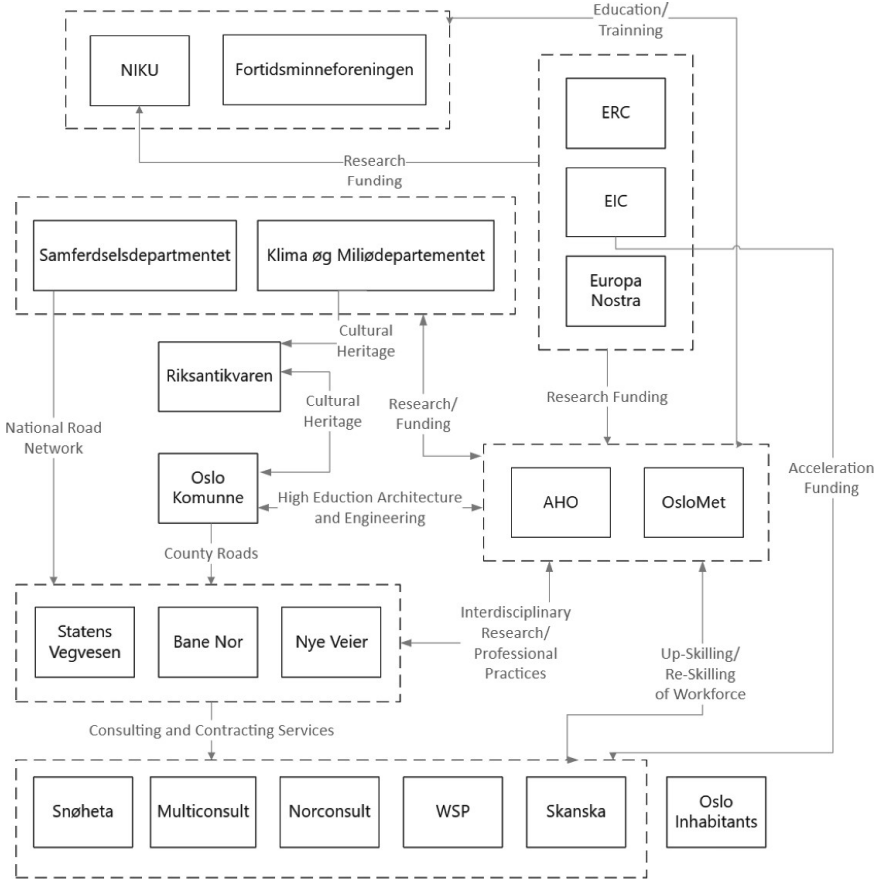 Education/
Trainning
NIKU
Fortidsminneforeningen
ERC
Research
Funding
EIC
Samferdselsdepartmentet
Klima øg Miliødepartementet
Europa
Nostra
Cultural
Heritage
Riksantikvaren
Cultural
Heritage
Research/
Funding
Research Funding
National Road
Network
Acceleration
Funding
Oslo
Komunne
High Eduction Architecture
and Engineering
AHO
OsloMet
County Roads
Statens
Vegvesen
Bane Nor
Nye Veier
Interdisciplinary
Research/
Professional
Practices
Up-Skilling/
Re-Skilling
of Workforce
Consulting and Contracting Services
Snøheta
Multiconsult
Norconsult
WSP
Skanska
Oslo
Inhabitants